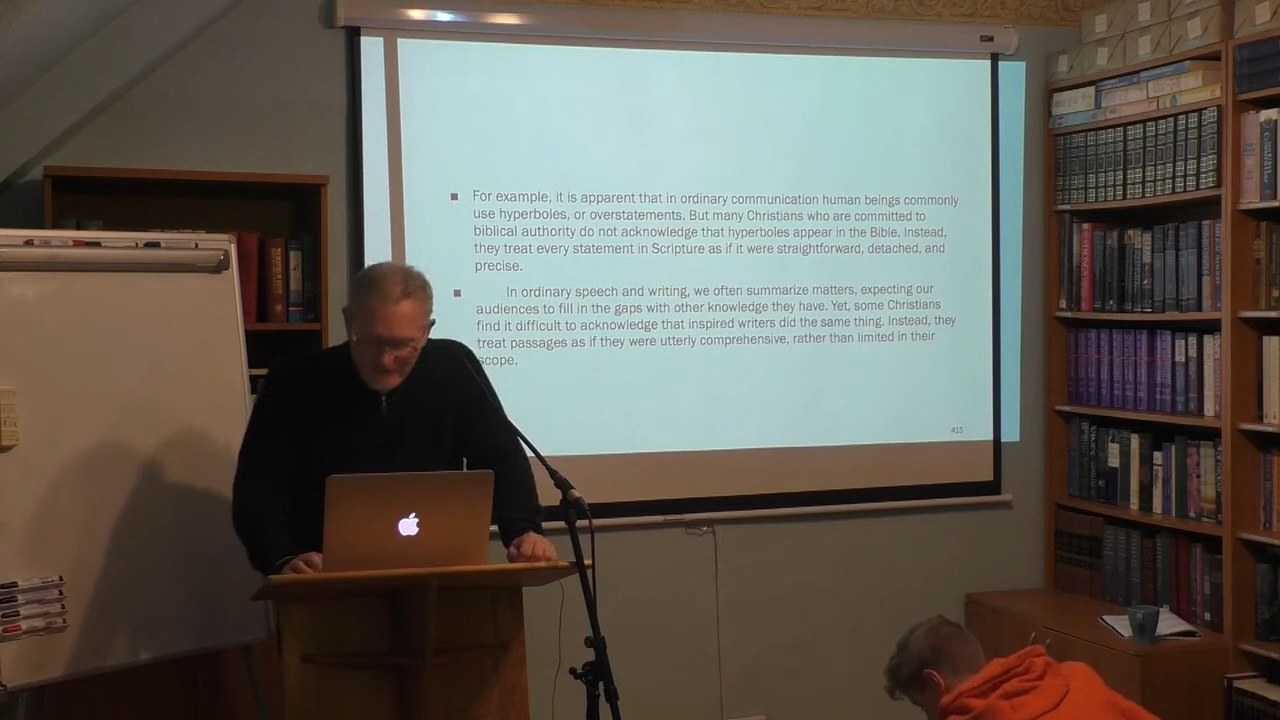 For example, it is apparent that in ordinary communication human beings commonly
use hyperboles, or overstatements. But many Christians who are committed to
biblical authority do not acknowledge that hyperboles appear in the Bible. Instead,
they treat every statement in Scripture as if it were straightforward, detached, and
precise.
In ordinary speech and writing, we often summarize matters, expecting our
audiences to fill in the gaps with other knowledge they have. Yet, some Christians
find it difficult to acknowledge that inspired writers did the same thing. Instead, they
treat passages as if they were utterly comprehensive, rather than limited in their
scope.
415